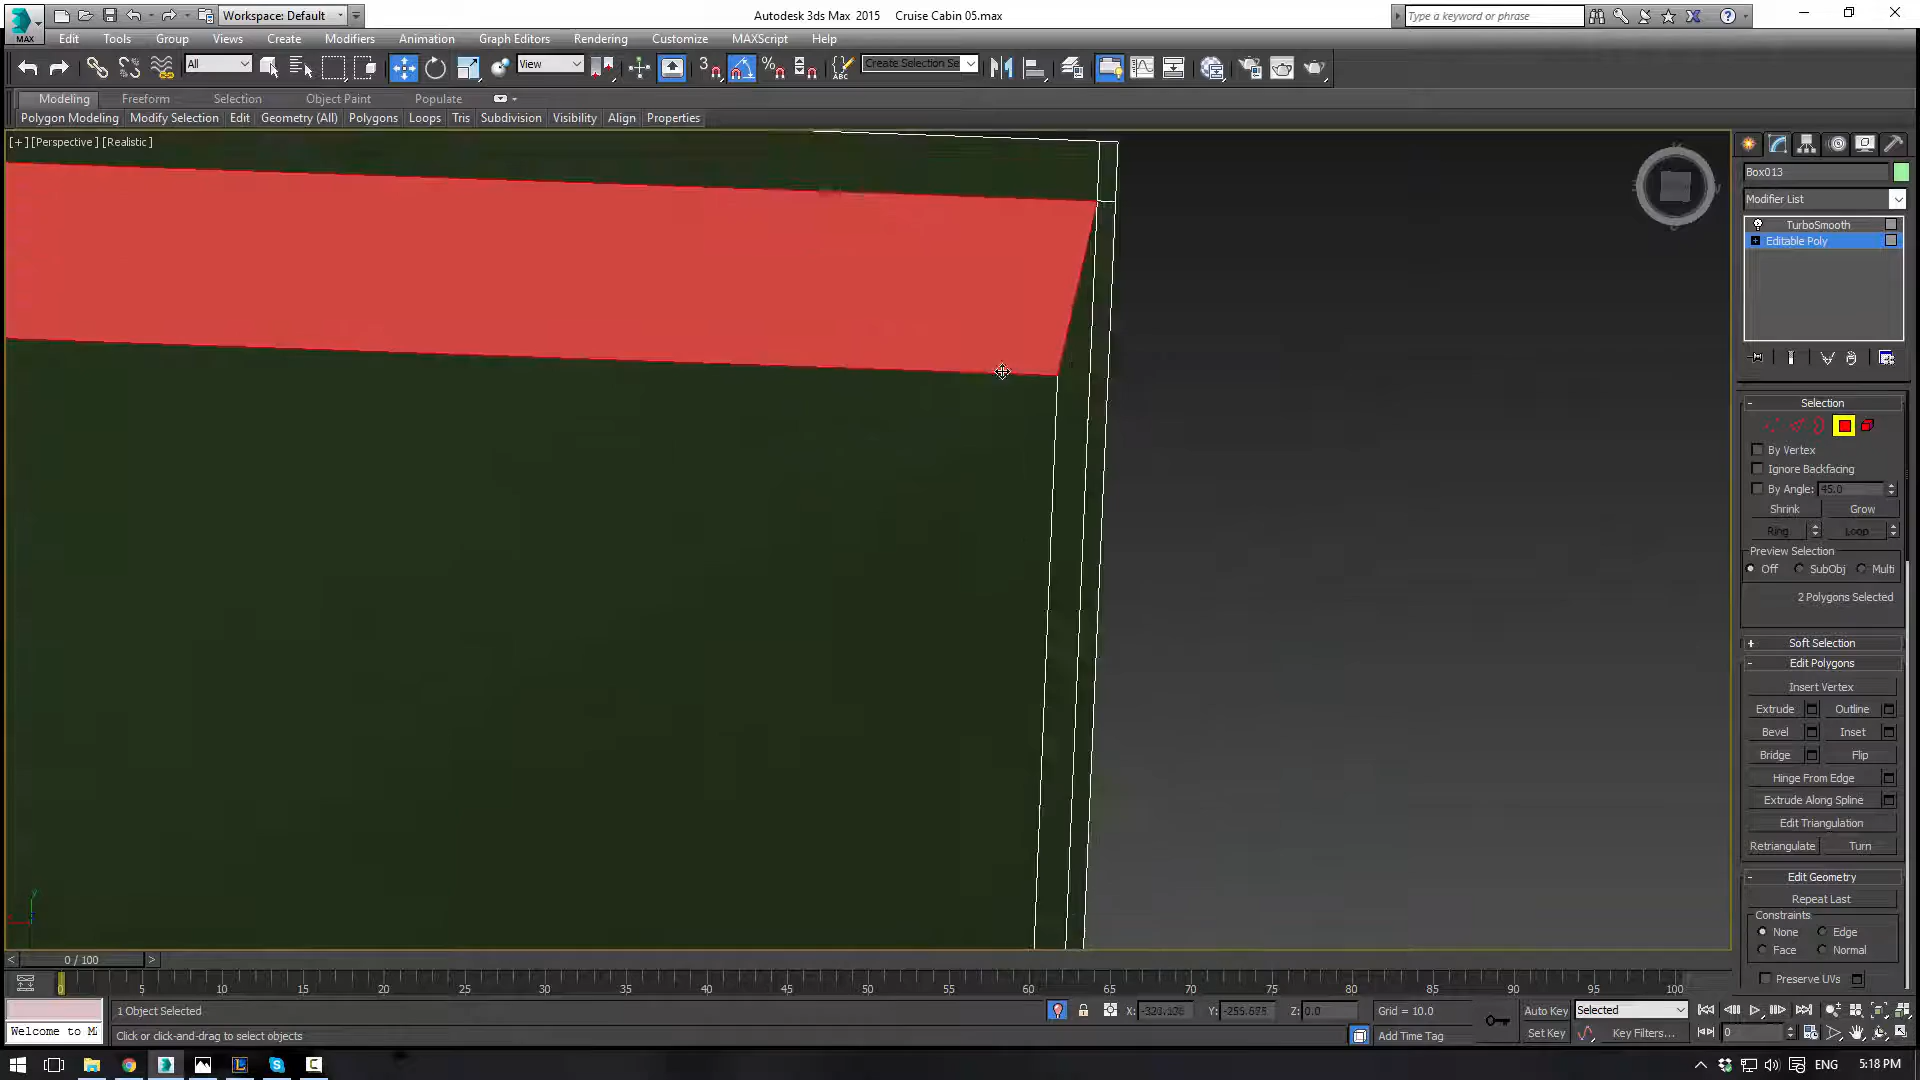 Workspace: Default
Autodesk 3ds Max 2015 Cruise Cabin 05.max
Type a keyword or phrase
MAX
Edit Tools Group Views Create Modifiers Animation Graph Editors Rendering Customize MAXScript Help
All View 3 Create Selection Se
Modeling Freeform Selection Object Paint Populate
Polygon Modeling Modify Selection Edit Geometry (All) Polygons Loops Tris Subdivision Visibility Align Properties
[+] [Perspective] [Realistic]
Box013
Modifier List
TurboSmooth
Editable Poly
- Selection
By Vertex
Ignore Backfacing
By Angle: 45.0
Shrink Grow
Ring Loop
Preview Selection
Off SubObj Multi
2 Polygons Selected
+ Soft Selection
- Edit Polygons
Insert Vertex
Extrude Outline
Bevel Inset
Bridge Flip
Hinge From Edge
Extrude Along Spline
Edit Triangulation
Retriangulate Turn
- Edit Geometry
Repeat Last
Constraints
None Edge
Face Normal
Preserve UVs
y
< 0 / 100 >
0 5 10 15 20 25 30 35 40 45 50 55 60 65 70 75 80 85 90 95 100
1 Object Selected X: Y: Z: 0.0 Grid = 10.0 Auto Key Selected
Welcome to M
Click or click-and-drag to select objects Add Time Tag Set Key Key Filters... 0
ENG 5:18 PM